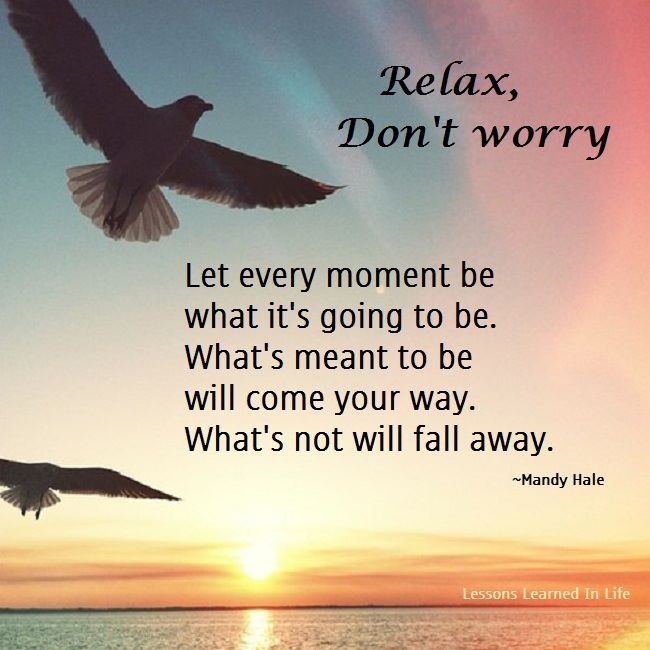 Relax,
Don't worry
Let every moment be
what it's going to be.
What's meant to be
will come your way.
What's not will fall away.
~Mandy Hale
Lessons Learned In Life